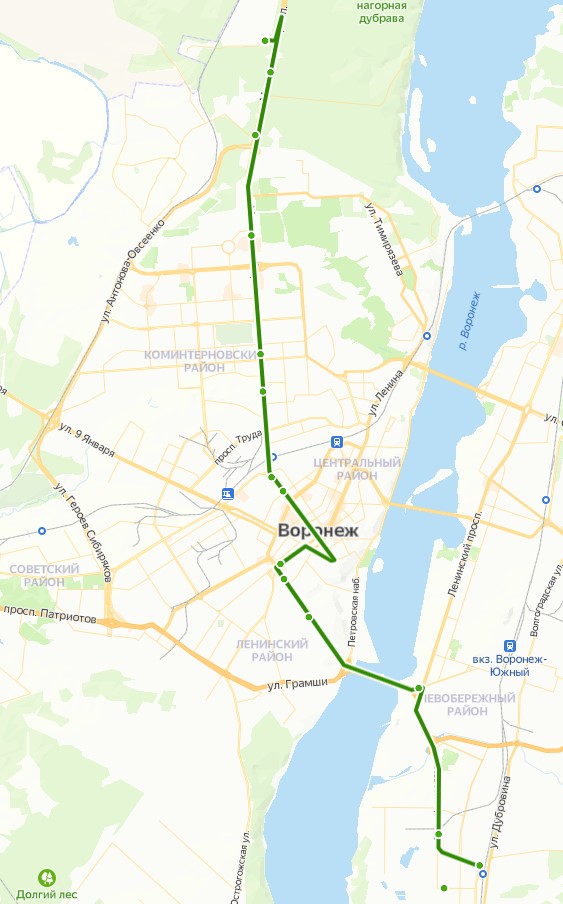 нагорная
дубрава
ул. Тимирязева
ул. Антонова-Овсеенко
р. Воронеж
КОМИНТЕРНОВСКИЙ
РАЙОН
ул. Ленина
ул. 9 Января
просп. Труда
ЦЕНТРАЛЬНЫЙ
РАЙОН
ул. Героев Сибиряков
Воронеж
Ленинский просп.
СОВЕТСКИЙ
РАЙОН
Волгоградская ул.
просп. Патриотов
Петровская наб.
ЛЕНИНСКИЙ
РАЙОН
вкз. Воронеж-
Южный
ул. Грамши
ЛЕВОБЕРЕЖНЫЙ
РАЙОН
ул. Дубровина
Острогожская ул.
Долгий лес